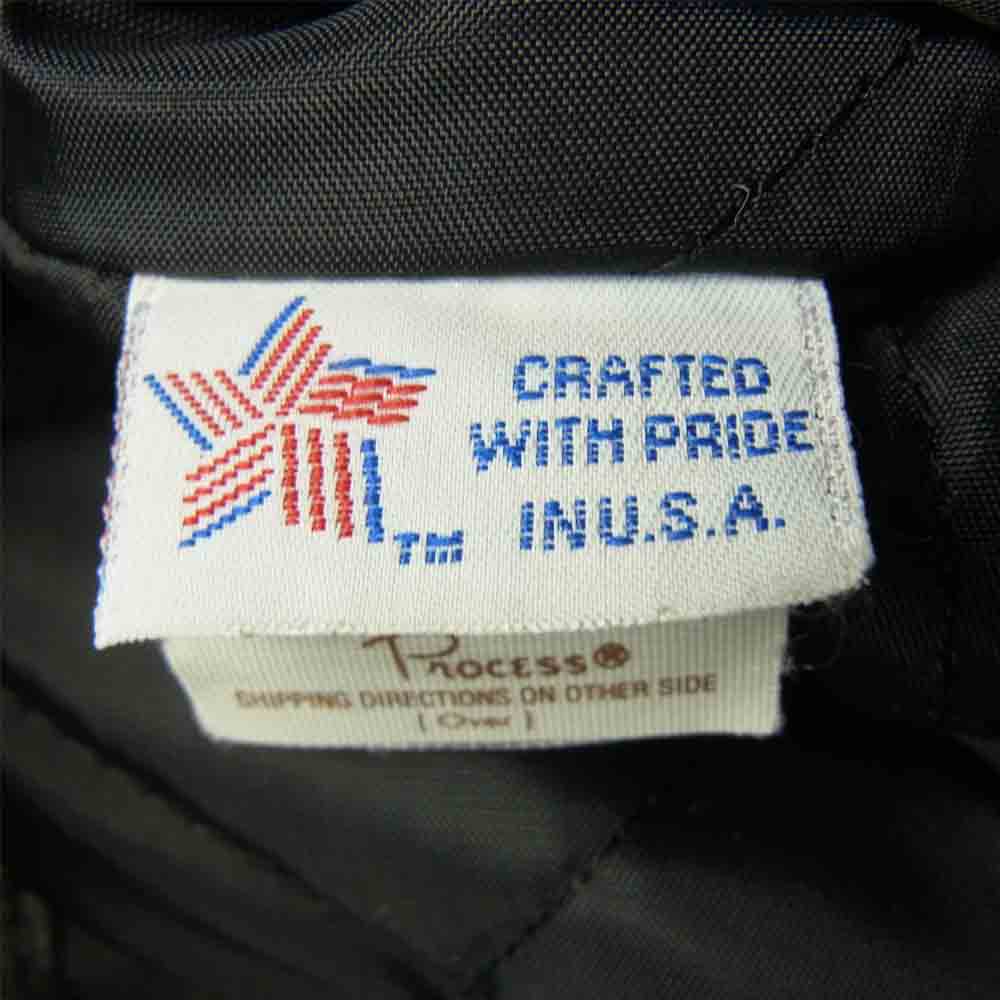 CRAFTED
WITH PRIDE
IN U.S.A.
TM
Process®
SHIPPING DIRECTIONS ON OTHER SIDE
(Over)